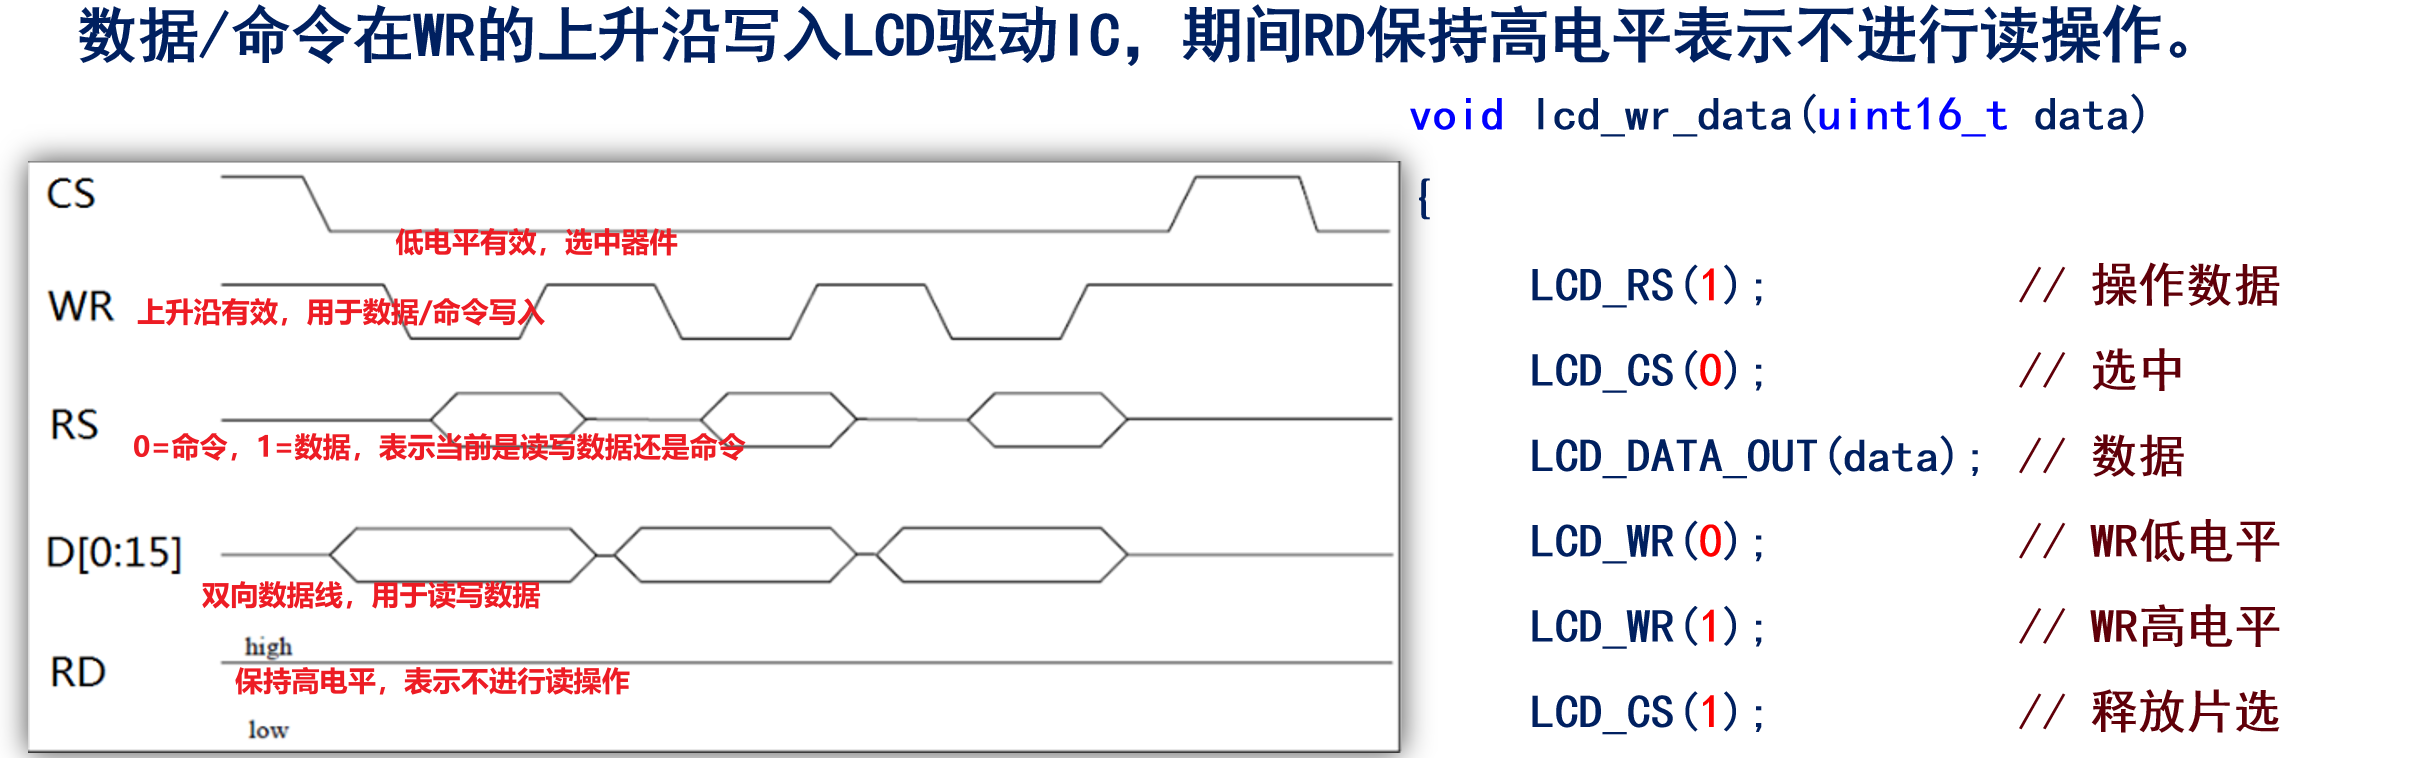 数据/命令在WR的上升沿写入LCD驱动IC，期间RD保持高电平表示不进行读操作。
void lcd_wr_data(uint16_t data)
{
LCD_RS(1); // 操作数据
LCD_CS(0); // 选中
LCD_DATA_OUT(data); // 数据
LCD_WR(0); // WR低电平
LCD_WR(1); // WR高电平
LCD_CS(1); // 释放片选
CS
低电平有效，选中器件
WR
上升沿有效，用于数据/命令写入
RS
0=命令，1=数据，表示当前是读写数据还是命令
D[0:15]
双向数据线，用于读写数据
high
RD
保持高电平，表示不进行读操作
low